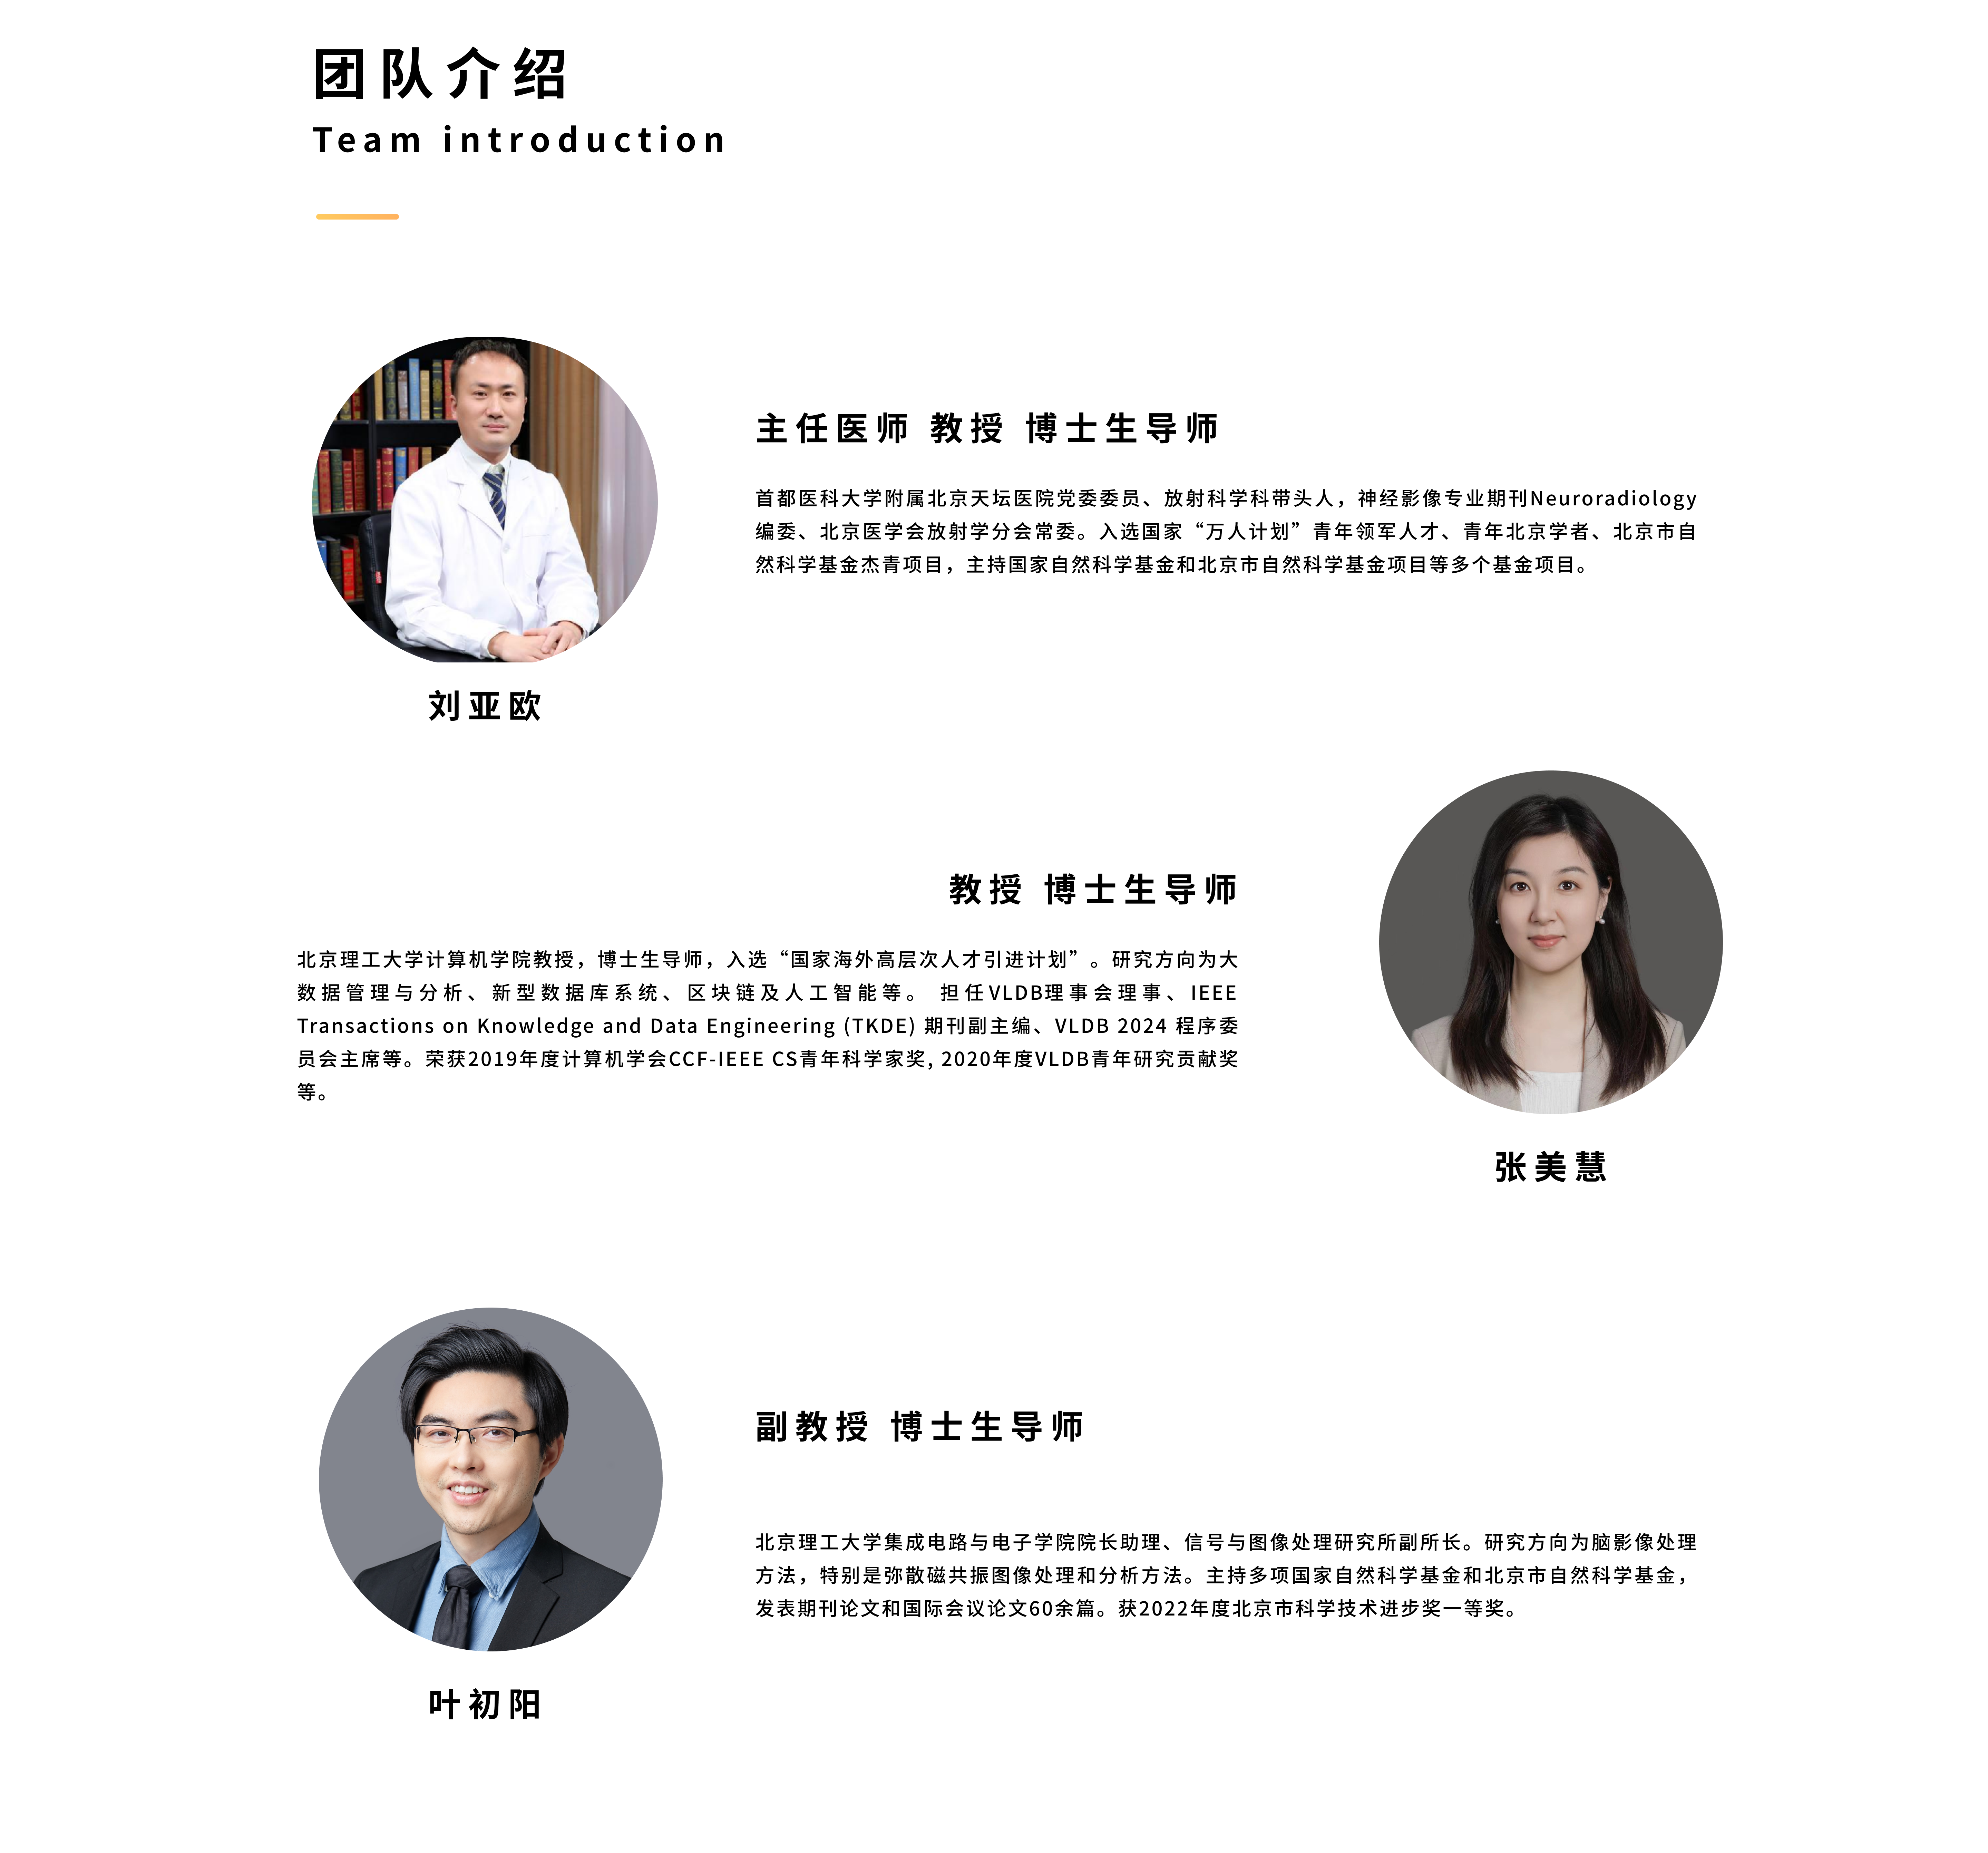 团队介绍
Team introduction
主任医师 教授 博士生导师
首都医科大学附属北京天坛医院党委委员、放射科学科带头人，神经影像专业期刊Neuroradiology
编委、北京医学会放射学分会常委。入选国家“万人计划”青年领军人才、青年北京学者、北京市自
然科学基金杰青项目，主持国家自然科学基金和北京市自然科学基金项目等多个基金项目。
刘亚欧
教授 博士生导师
北京理工大学计算机学院教授，博士生导师，入选“国家海外高层次人才引进计划”。研究方向为大
数据管理与分析、新型数据库系统、区块链及人工智能等。 担任VLDB理事会理事、IEEE
Transactions on Knowledge and Data Engineering (TKDE) 期刊副主编、VLDB 2024 程序委
员会主席等。荣获2019年度计算机学会CCF-IEEE CS青年科学家奖, 2020年度VLDB青年研究贡献奖
等。
张美慧
副教授 博士生导师
北京理工大学集成电路与电子学院院长助理、信号与图像处理研究所副所长。研究方向为脑影像处理
方法，特别是弥散磁共振图像处理和分析方法。主持多项国家自然科学基金和北京市自然科学基金，
发表期刊论文和国际会议论文60余篇。获2022年度北京市科学技术进步奖一等奖。
叶初阳